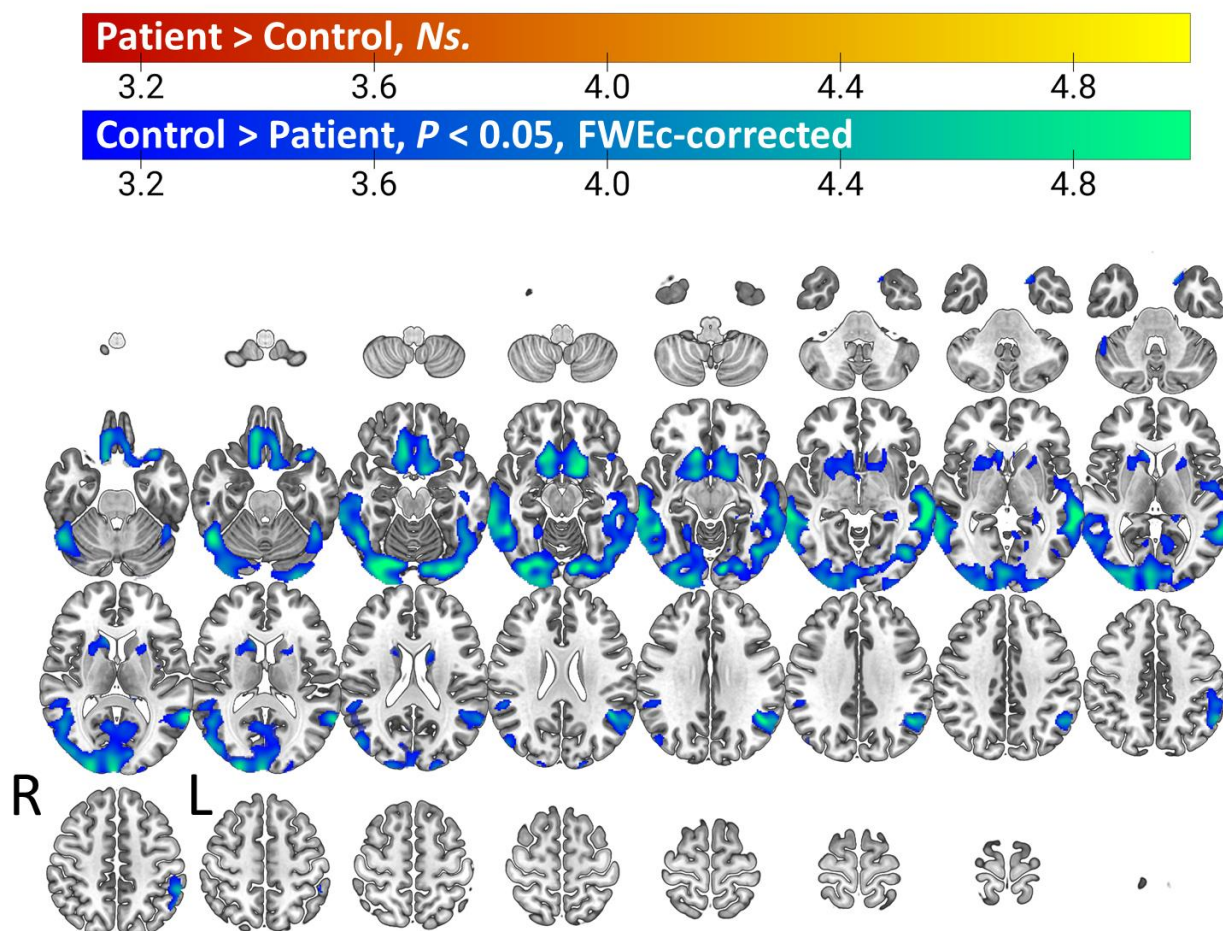 Patient > Control, Ns.
3.2 3.6 4.0 4.4 4.8
Control > Patient, P < 0.05, FWEc-corrected
3.2 3.6 4.0 4.4 4.8
R L